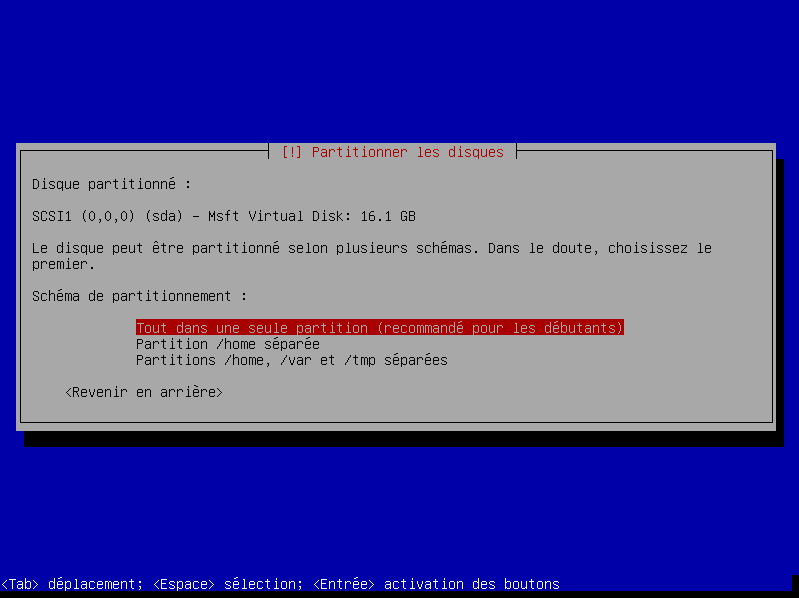 [!] Partitionner les disques
Disque partitionné :
SCSI1 (0,0,0) (sda) - Msft Virtual Disk: 16.1 GB
Le disque peut être partitionné selon plusieurs schémas. Dans le doute, choisissez le
premier.
Schéma de partitionnement :
Tout dans une seule partition (recommandé pour les débutants)
Partition /home séparée
Partitions /home, /var et /tmp séparées
<Revenir en arrière>
<Tab> déplacement; <Espace> sélection; <Entrée> activation des boutons